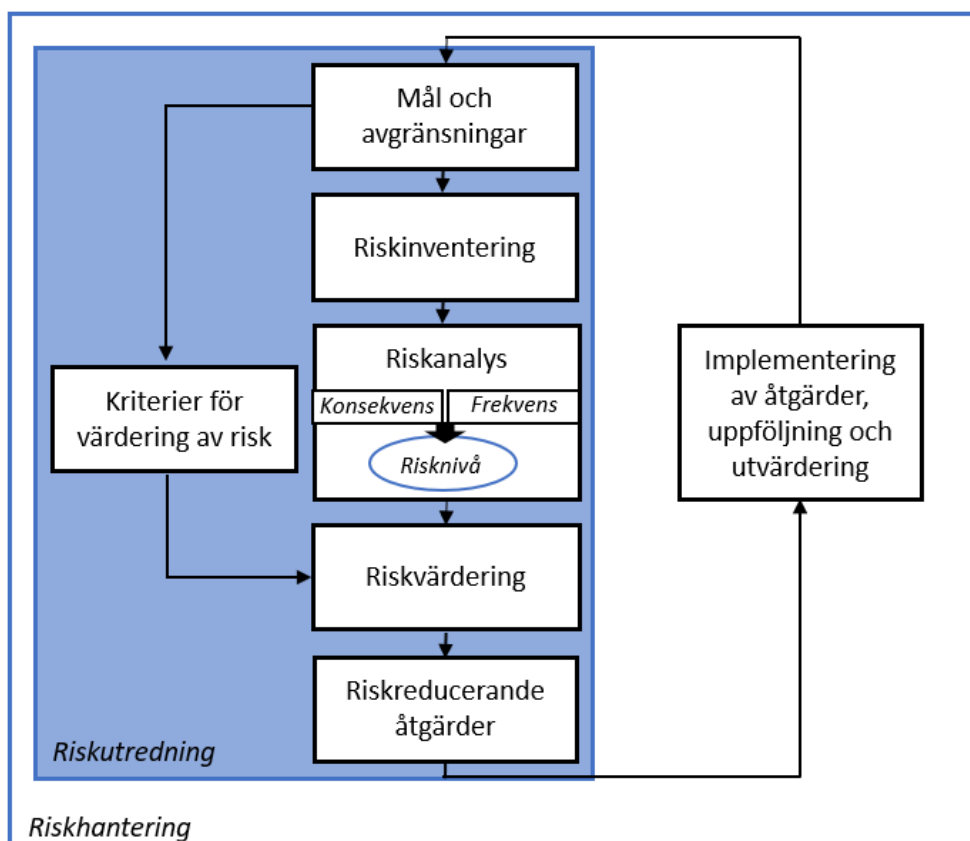 Mål och
avgränsningar
Riskinventering
Riskanalys
Konsekvens
Frekvens
Risknivå
Kriterier för
värdering av risk
Riskvärdering
Riskreducerande
åtgärder
Implementering
av åtgärder,
uppföljning och
utvärdering
Riskutredning
Riskhantering